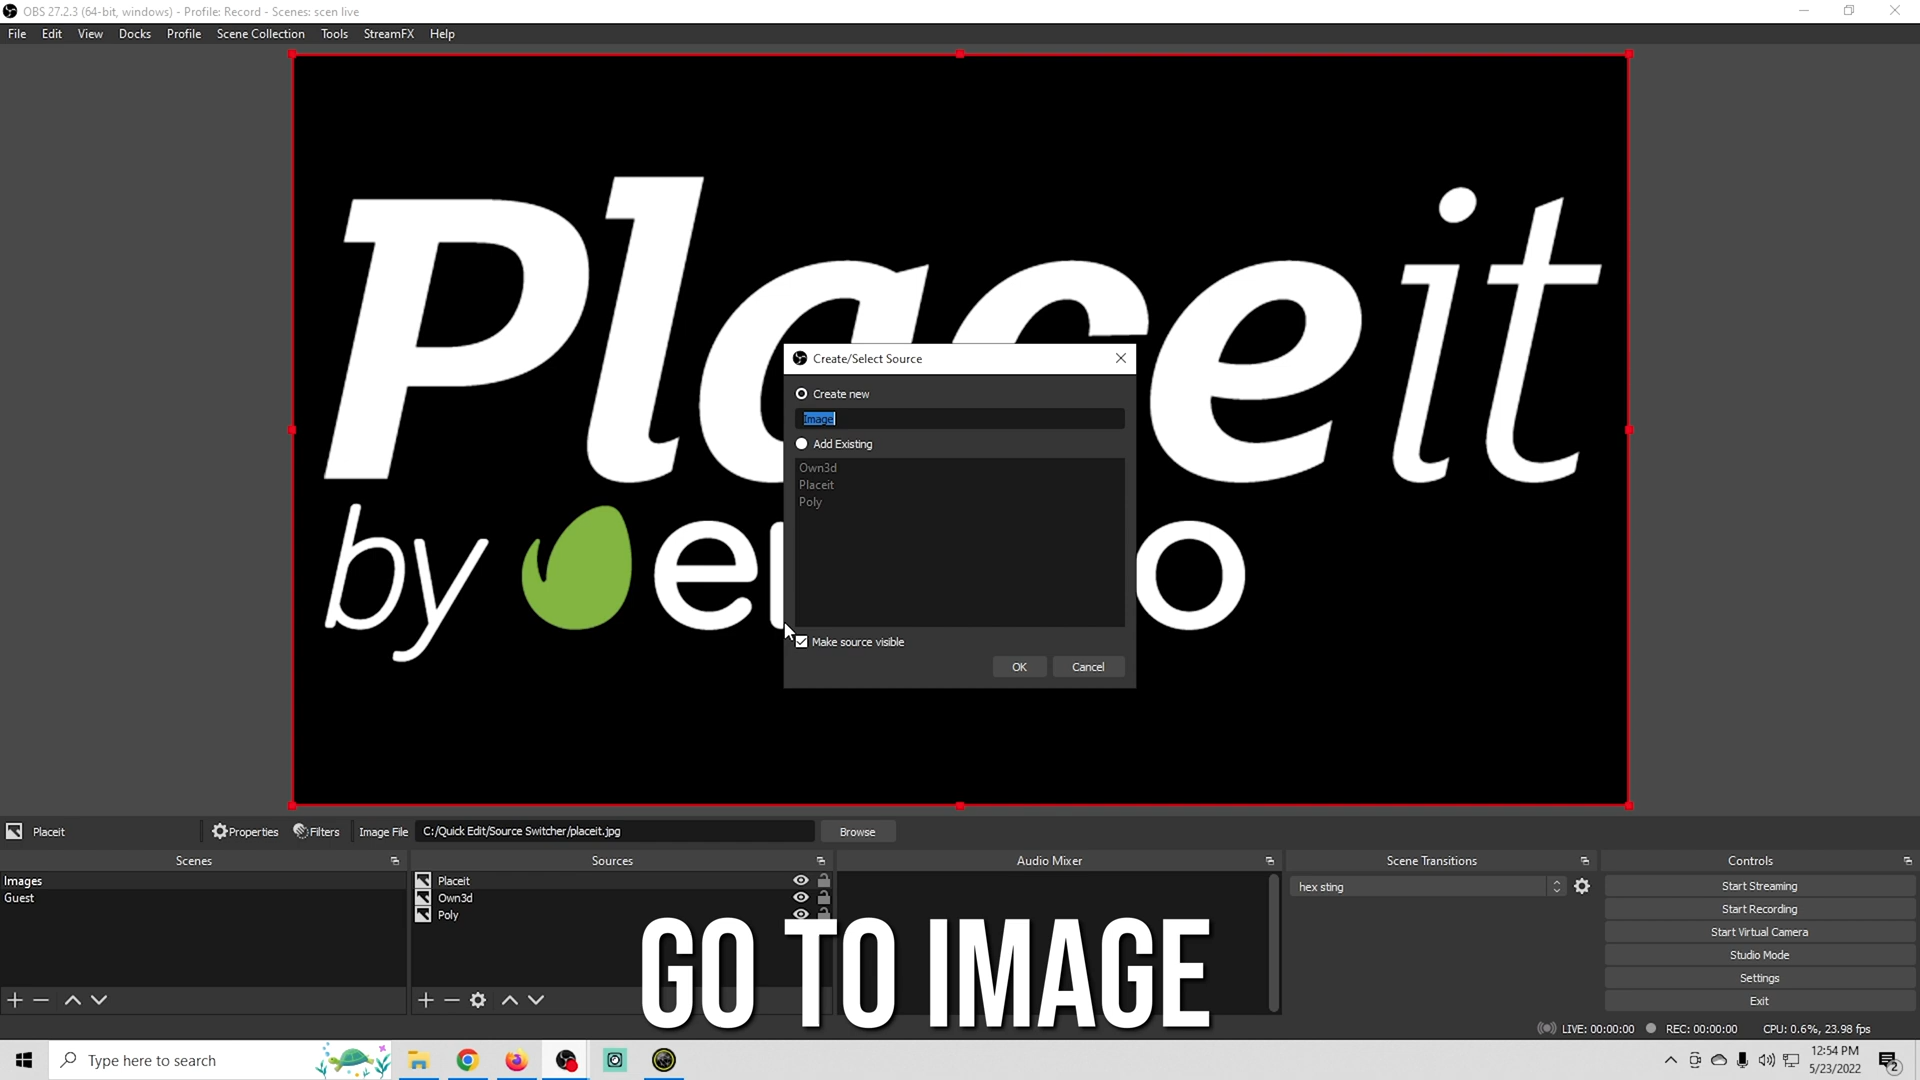 OBS 27.2.3 (64-bit, windows) - Profile: Record - Scenes: scen live
File Edit View Docks Profile Scene Collection Tools StreamFX Help
Placeit
by
Create/Select Source
Create new
Image
Add Existing
Own3d
Placeit
Poly
Make source visible
OK Cancel
Placeit Properties Filters Image File C:/Quick Edit/Source Switcher/placeit.jpg Browse
Scenes Sources Audio Mixer Scene Transitions Controls
Images
Guest
Placeit
Own3d
Poly
hex sting
Start Streaming
Start Recording
Start Virtual Camera
Studio Mode
Settings
Exit
GO TO IMAGE
LIVE: 00:00:00 REC: 00:00:00 CPU: 0.6%, 23.98 fps
Type here to search
12:54 PM
5/23/2022
2